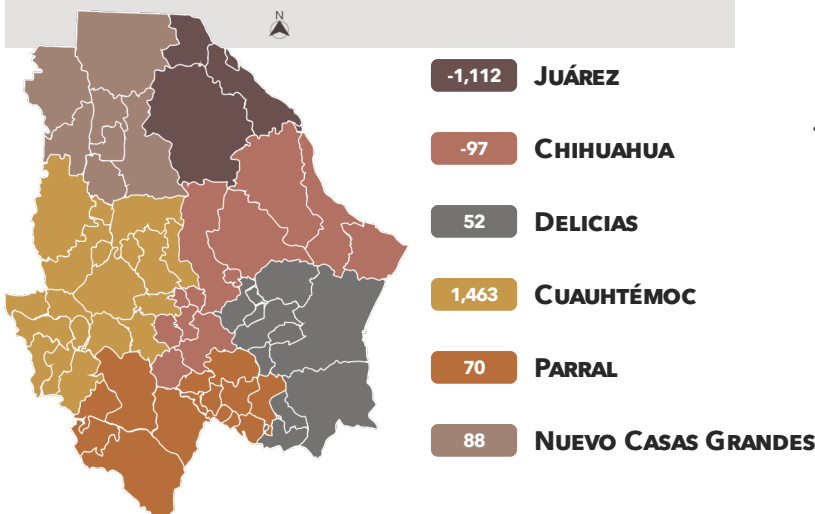 N
-1,112 JUÁREZ
-97 CHIHUAHUA
52 DELICIAS
1,463 CUAUHTÉMOC
70 PARRAL
88 NUEVO CASAS GRANDES